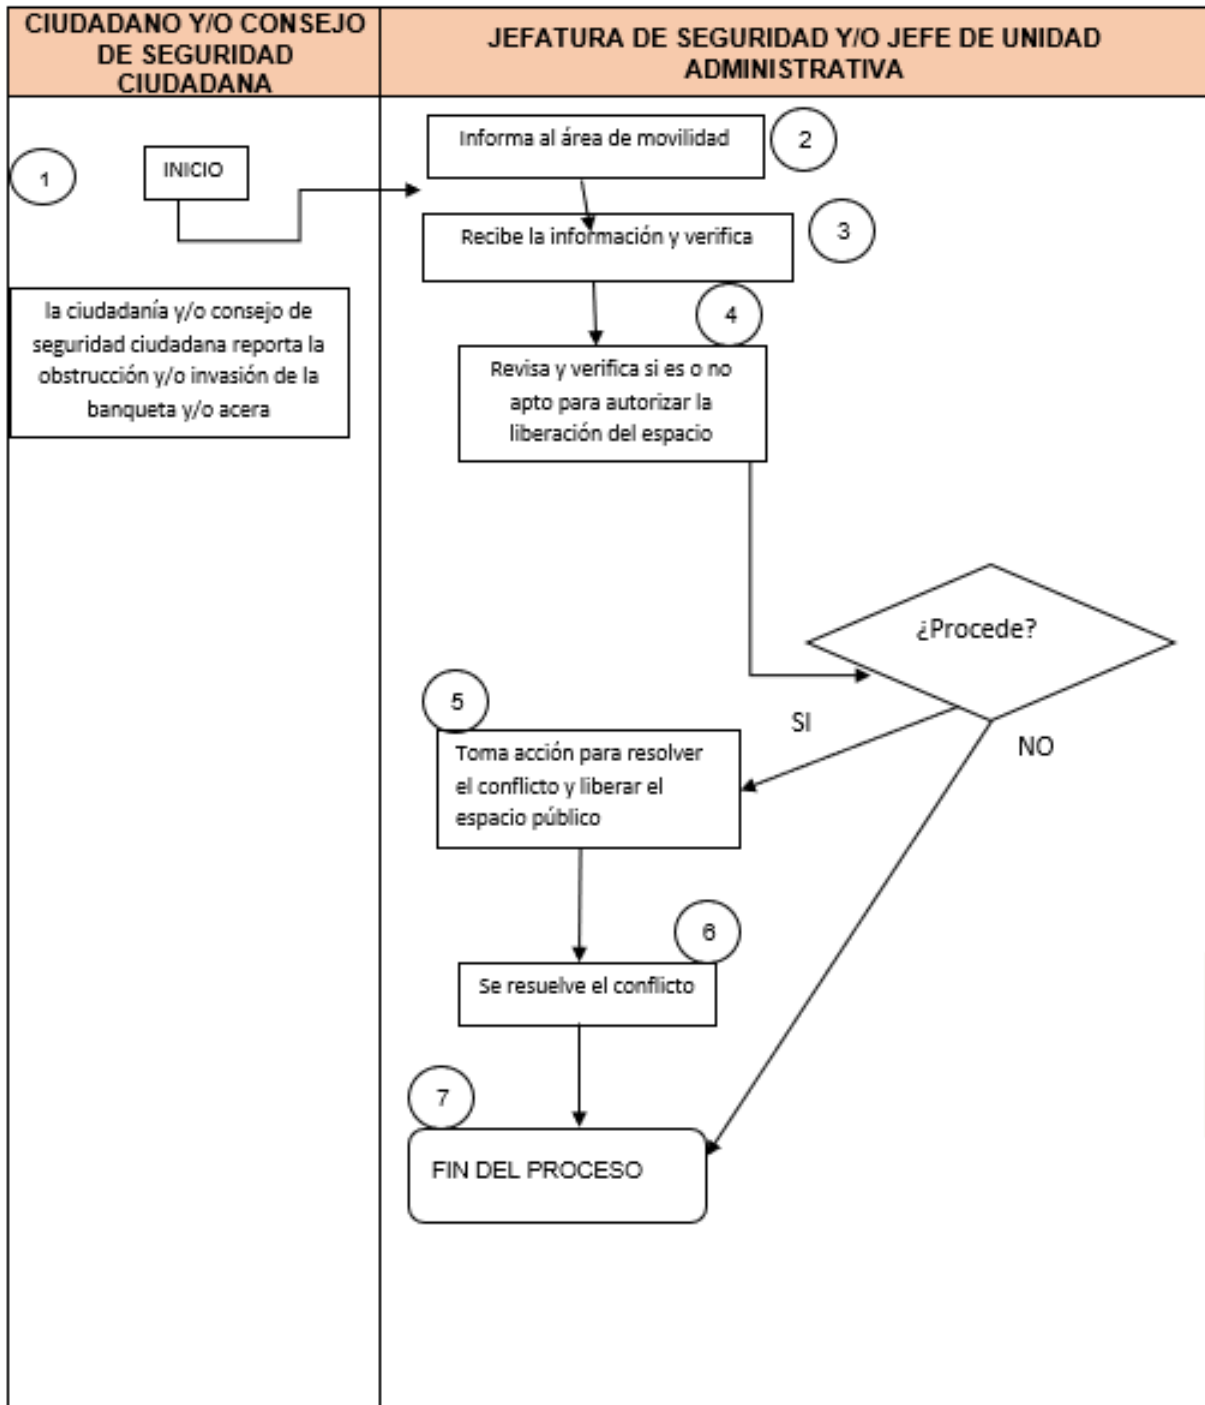 CIUDADANO Y/O CONSEJO
DE SEGURIDAD
CIUDADANA
JEFATURA DE SEGURIDAD Y/O JEFE DE UNIDAD
ADMINISTRATIVA
1
INICIO
la ciudadanía y/o consejo de
seguridad ciudadana reporta la
obstrucción y/o invasión de la
banqueta y/o acera
Informa al área de movilidad
2
Recibe la información y verifica
3
4
Revisa y verifica si es o no
apto para autorizar la
liberación del espacio
¿Procede?
SI
NO
5
Toma acción para resolver
el conflicto y liberar el
espacio público
6
Se resuelve el conflicto
7
FIN DEL PROCESO